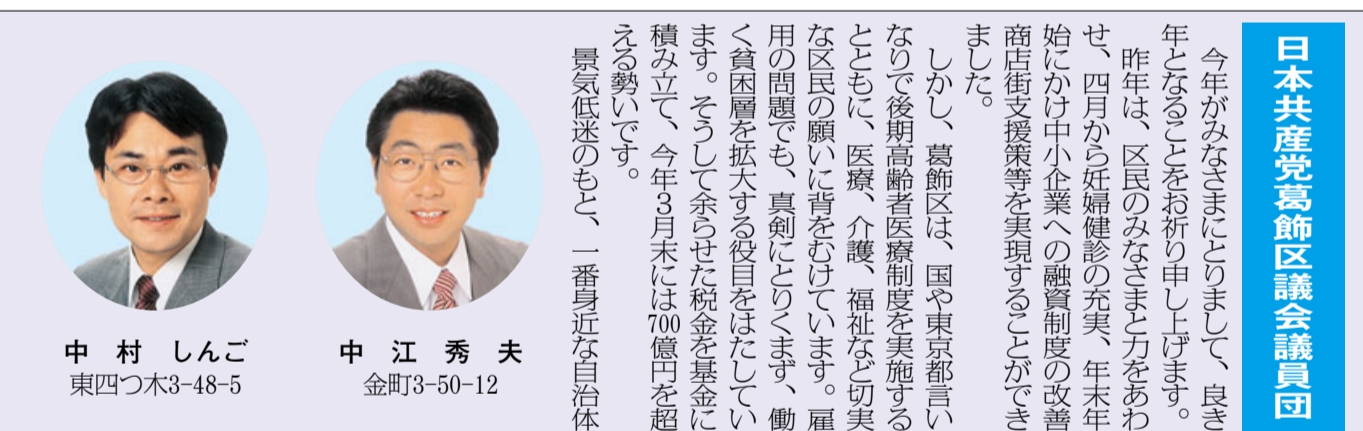 日本共産党葛飾区議会議員団
今年がみなさまにとりまして、良き
年となることをお祈り申し上げます。
昨年は、区民のみなさまと力をあわ
せ、四月から妊婦健診の充実、年末年
始にかけ中小企業への融資制度の改善
商店街支援策等を実現することができ
ました。
しかし、葛飾区は、国や東京都言い
なりで後期高齢者医療制度を実施する
とともに、医療、介護、福祉など切実
な区民の願いに背をむけています。雇
用の問題でも、真剣にとりくまず、働
く貧困層を拡大する役目をはたしてい
ます。そうして余らせた税金を基金に
積み立て、今年３月末には700億円を超
える勢いです。
景気低迷のもと、一番身近な自治体
中江秀夫
金町3-50-12
中村しんご
東四つ木3-48-5